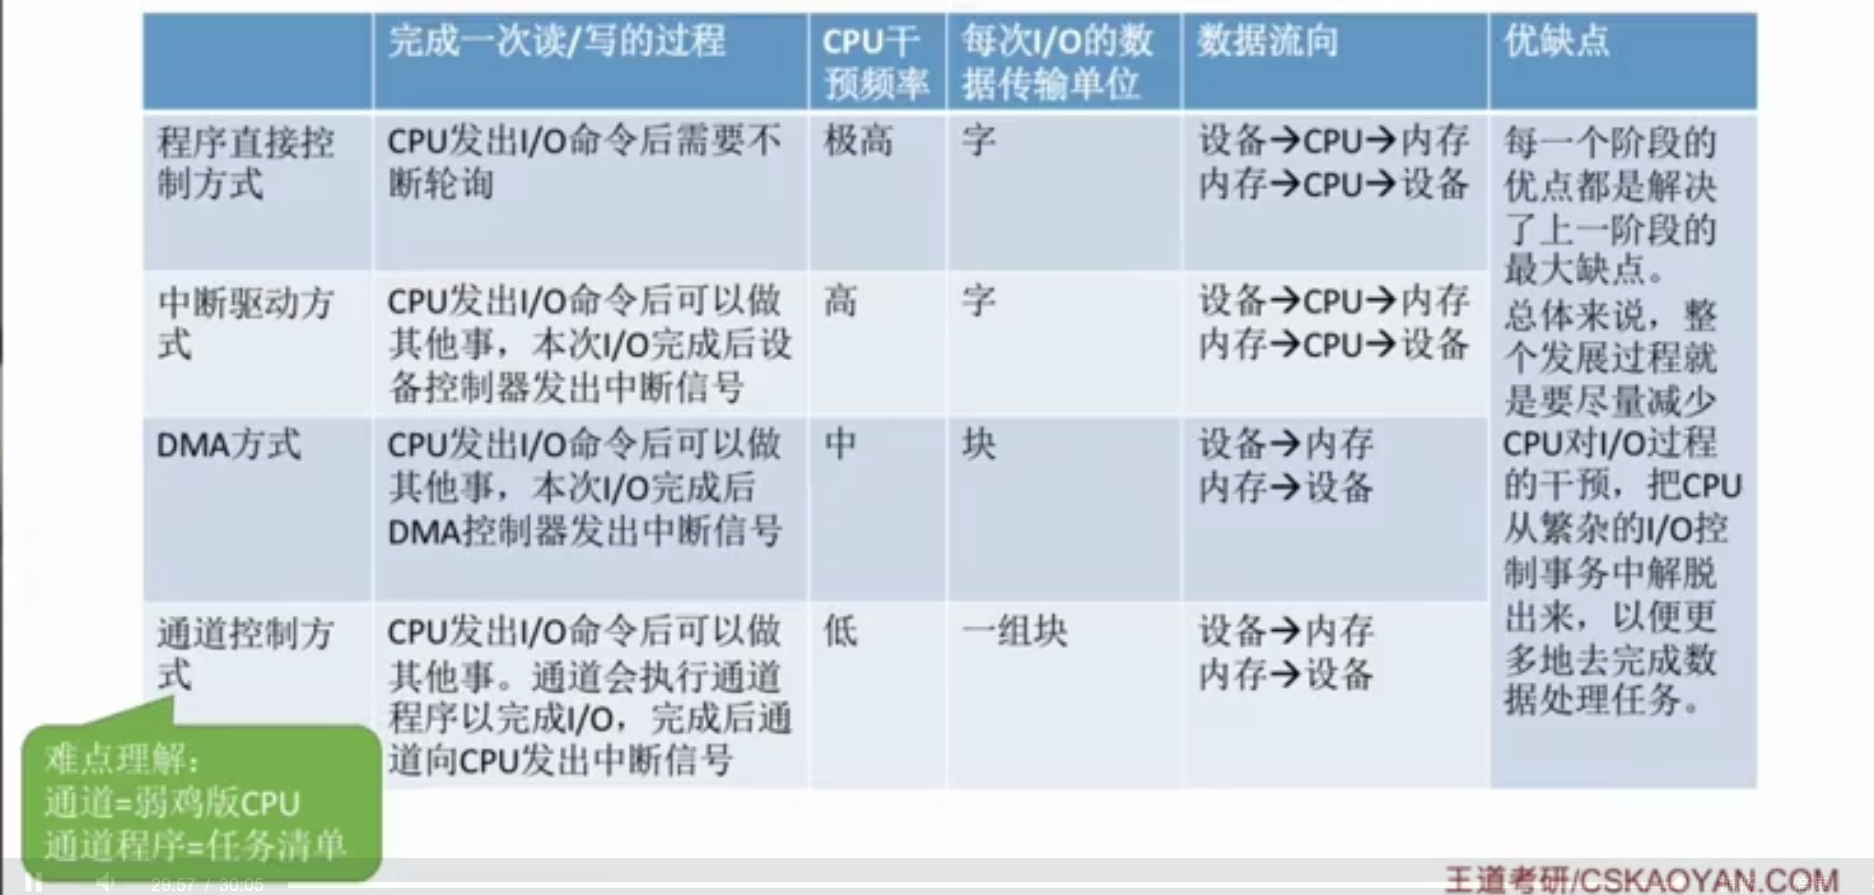 完成一次读/写的过程
CPU干
预频率
每次I/O的数
据传输单位
数据流向
优缺点
程序直接控
制方式
CPU发出I/O命令后需要不
断轮询
极高
字
设备→CPU→内存
内存→CPU→设备
每一个阶段的
优点都是解决
了上一阶段的
最大缺点。
总体来说，整
个发展过程就
是要尽量减少
CPU对I/O过程
的干预，把CPU
从繁杂的I/O控
制事务中解脱
出来，以便更
多地去完成数
据处理任务。
中断驱动方
式
CPU发出I/O命令后可以做
其他事，本次I/O完成后设
备控制器发出中断信号
高
字
设备→CPU→内存
内存→CPU→设备
DMA方式
CPU发出I/O命令后可以做
其他事，本次I/O完成后
DMA控制器发出中断信号
中
块
设备→内存
内存→设备
通道控制方
式
CPU发出I/O命令后可以做
其他事。通道会执行通道
程序以完成I/O，完成后通
道向CPU发出中断信号
低
一组块
设备→内存
内存→设备
难点理解：
通道=弱鸡版CPU
通道程序=任务清单
29:57 / 30:05
王道考研/CSKAOYAN.COM